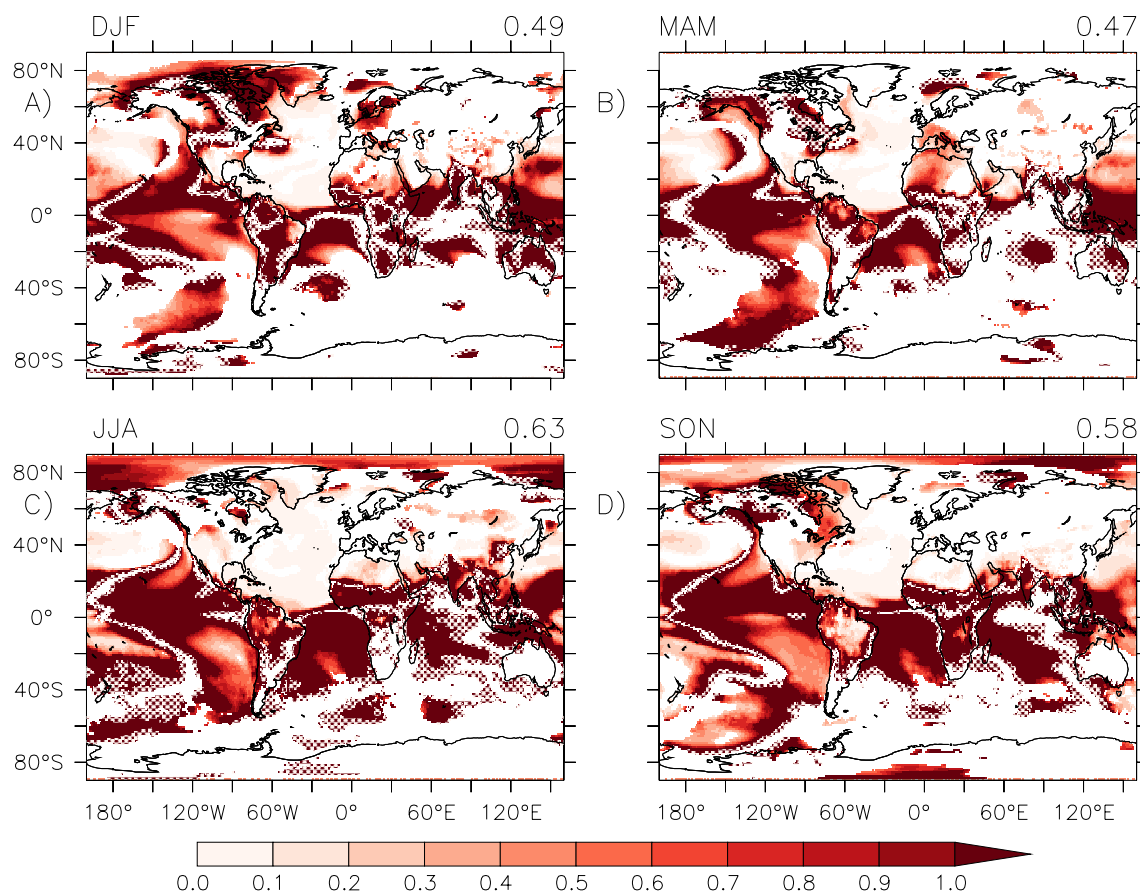 DJF 0.49 MAM 0.47
80°N
A) B)
40°N
0°
40°S
80°S
JJA 0.63 SON 0.58
80°N
C) D)
40°N
0°
40°S
80°S
180° 120°W 60°W 0° 60°E 120°E 180° 120°W 60°W 0° 60°E 120°E
0.0 0.1 0.2 0.3 0.4 0.5 0.6 0.7 0.8 0.9 1.0